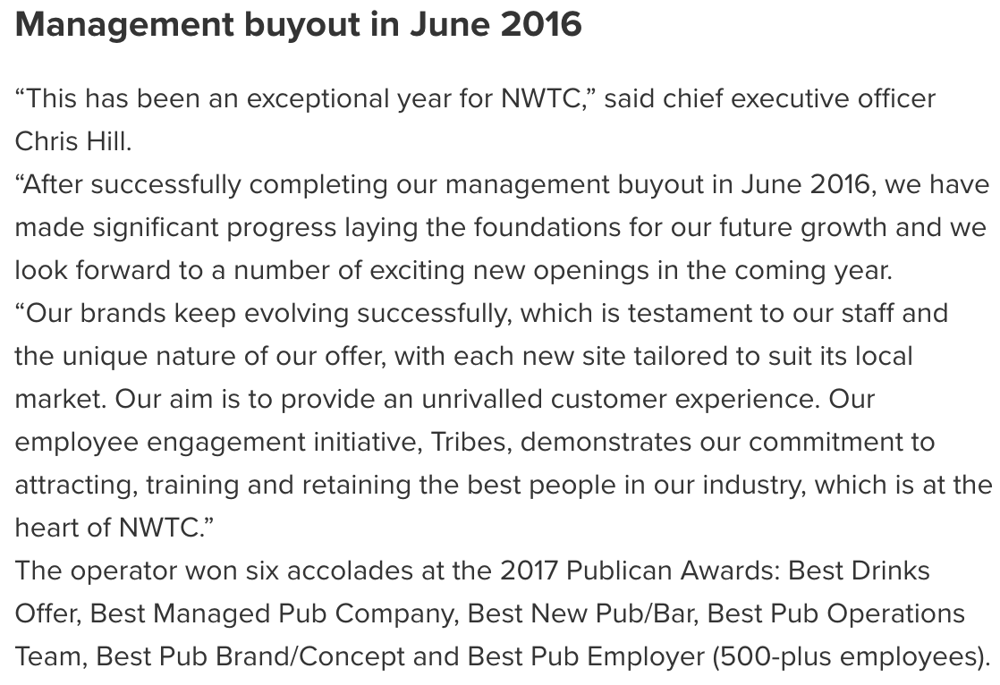 Management buyout in June 2016
“This has been an exceptional year for NWTC,” said chief executive officer
Chris Hill.
“After successfully completing our management buyout in June 2016, we have
made significant progress laying the foundations for our future growth and we
look forward to a number of exciting new openings in the coming year.
“Our brands keep evolving successfully, which is testament to our staff and
the unique nature of our offer, with each new site tailored to suit its local
market. Our aim is to provide an unrivalled customer experience. Our
employee engagement initiative, Tribes, demonstrates our commitment to
attracting, training and retaining the best people in our industry, which is at the
heart of NWTC.”
The operator won six accolades at the 2017 Publican Awards: Best Drinks
Offer, Best Managed Pub Company, Best New Pub/Bar, Best Pub Operations
Team, Best Pub Brand/Concept and Best Pub Employer (500-plus employees).